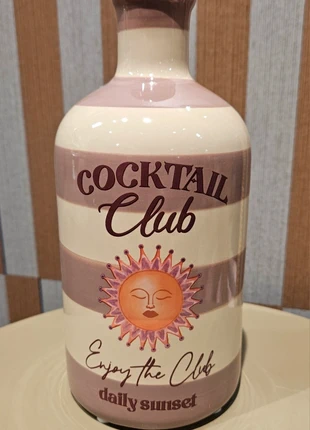 COCKTAIL
Club
Enjoy the Club
daily sunset